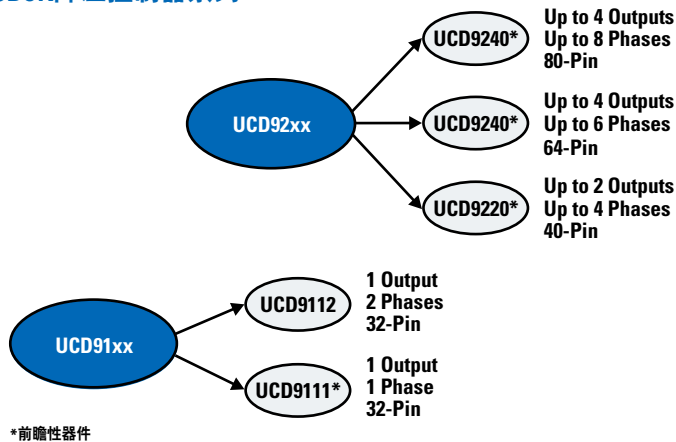 UCD9240*
Up to 4 Outputs
Up to 8 Phases
80-Pin
UCD92xx
UCD9240*
Up to 4 Outputs
Up to 6 Phases
64-Pin
UCD9220*
Up to 2 Outputs
Up to 4 Phases
40-Pin
UCD9112
1 Output
2 Phases
32-Pin
UCD91xx
UCD9111*
1 Output
1 Phase
32-Pin
*前瞻性器件